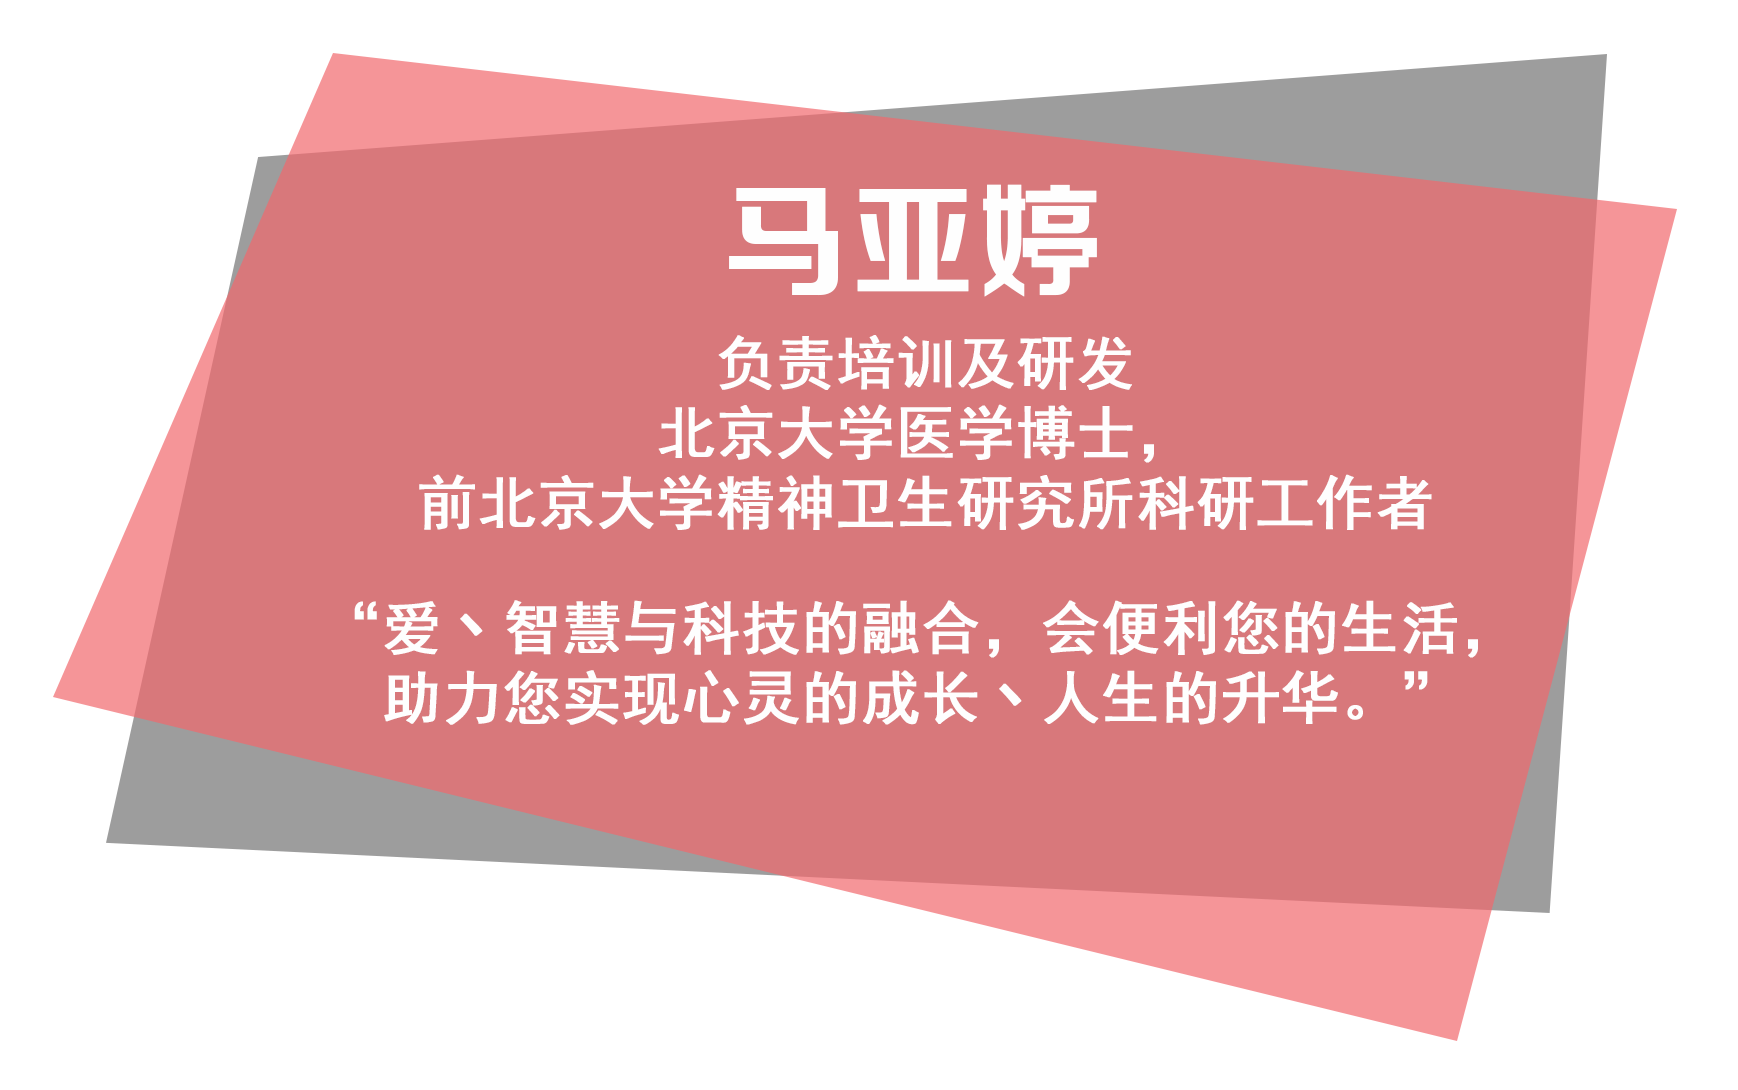 马亚婷
负责培训及研发
北京大学医学博士，
前北京大学精神卫生研究所科研工作者
“爱丶智慧与科技的融合，会便利您的生活，
助力您实现心灵的成长丶人生的升华。”